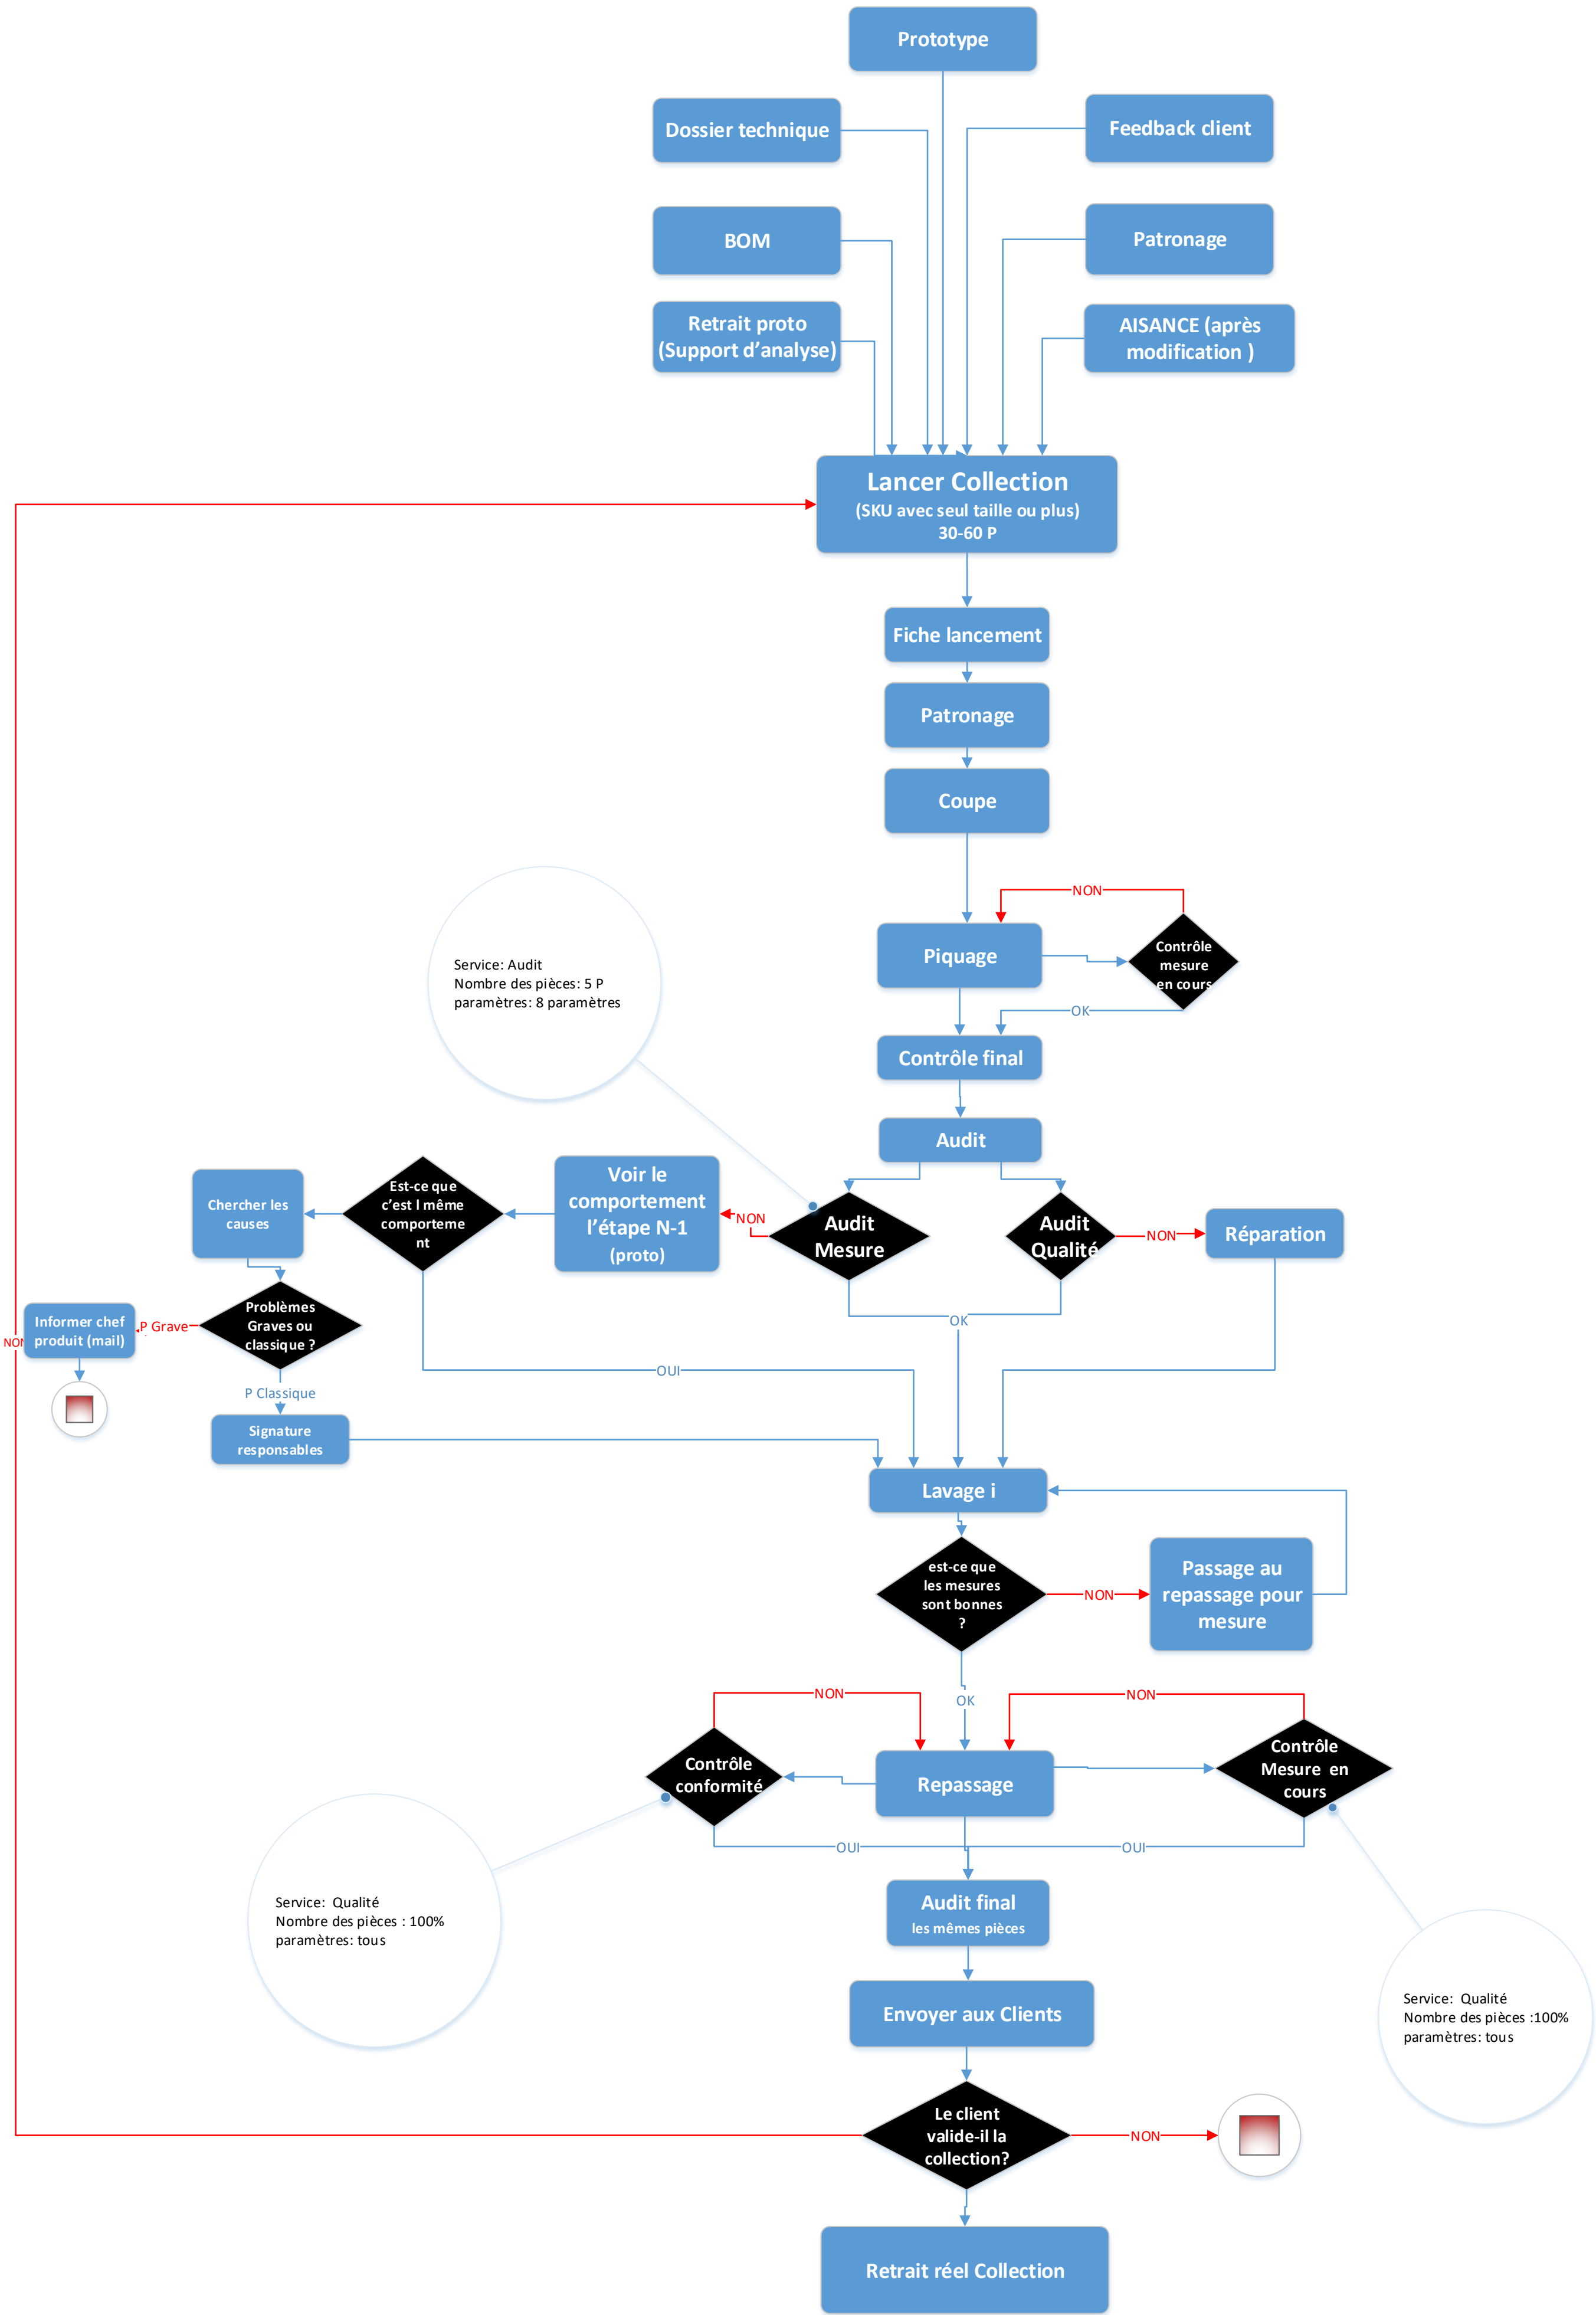 Prototype
Dossier technique
Feedback client
BOM
Patronage
Retrait proto
(Support d’analyse)
AISANCE (après
modification )
Lancer Collection
(SKU avec seul taille ou plus)
30-60 P
Fiche lancement
Patronage
Coupe
NON
Piquage
Contrôle
mesure
en cours
OK
Service: Audit
Nombre des pièces: 5 P
paramètres: 8 paramètres
Contrôle final
Audit
Est-ce que
c’est l même
comporteme
nt
Voir le
comportement
l’étape N-1
(proto)
NON
Audit
Mesure
Audit
Qualité
NON
Réparation
Chercher les
causes
Problèmes
Graves ou
classique ?
P Grave
Informer chef
produit (mail)
NON
OK
OUI
P Classique
Signature
responsables
Lavage i
est-ce que
les mesures
sont bonnes
?
NON
Passage au
repassage pour
mesure
OK
NON
NON
Contrôle
conformité
Repassage
Contrôle
Mesure  en
cours
OUI
OUI
Service:  Qualité
Nombre des pièces : 100%
paramètres: tous
Audit final
les mêmes pièces
Service:  Qualité
Nombre des pièces :100%
paramètres: tous
Envoyer aux Clients
Le client
valide-il la
collection?
NON
Retrait réel Collection